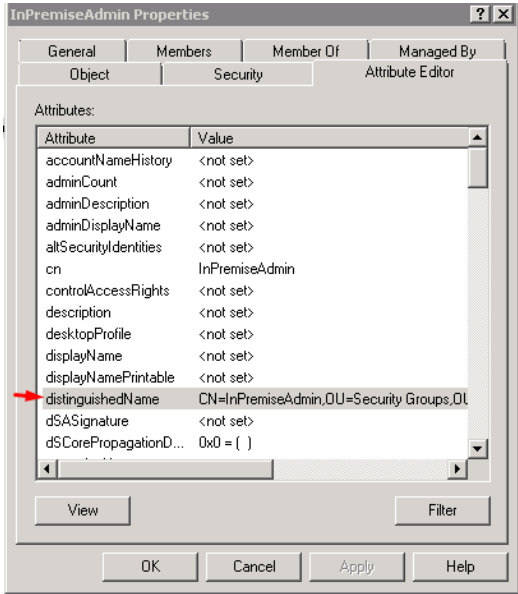 InPremiseAdmin Properties
General Members Member Of Managed By
Object Security Attribute Editor
Attributes:
Attribute Value
accountNameHistory <not set>
adminCount <not set>
adminDescription <not set>
adminDisplayName <not set>
altSecurityIdentities <not set>
cn InPremiseAdmin
controlAccessRights <not set>
description <not set>
desktopProfile <not set>
displayName <not set>
displayNamePrintable <not set>
distinguishedName CN=InPremiseAdmin,OU=Security Groups,OU
dSASignature <not set>
dSCorePropagationD... 0x0 = ( )
View Filter
OK Cancel Apply Help